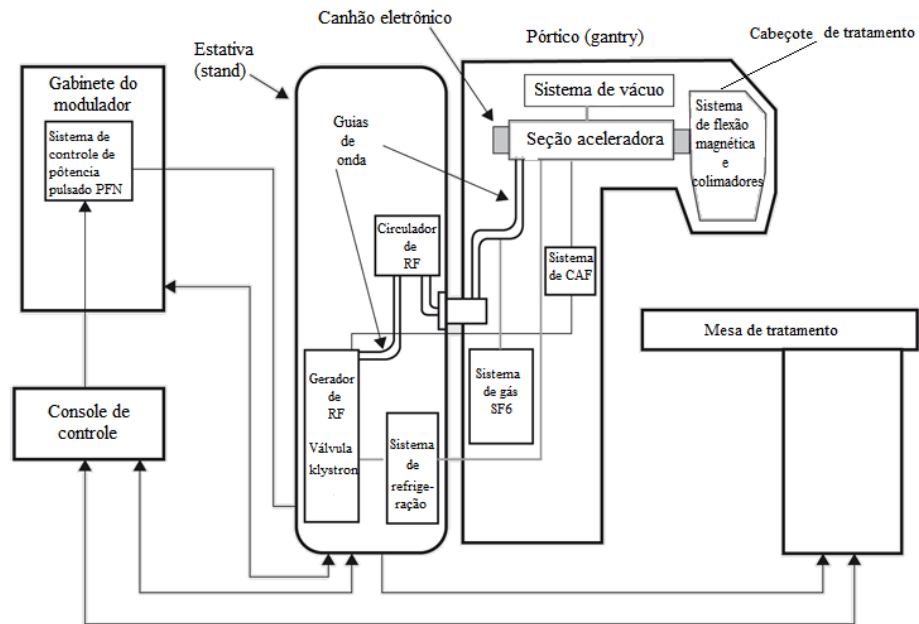 Canhão eletrônico
Estativa
(stand)
Pórtico (gantry)
Cabeçote de tratamento
Gabinete do
modulador
Sistema de
controle de
pôtencia
pulsado PFN
Guias
de
onda
Sistema de vácuo
Seção aceleradora
Sistema
de flexão
magnética
e
colimadores
Circulador
de
RF
Sistema
de CAF
Mesa de tratamento
Gerador
de
RF
Válvula
klystron
Sistema
de
refrige-
ração
Sistema
de gás
SF6
Console de
controle